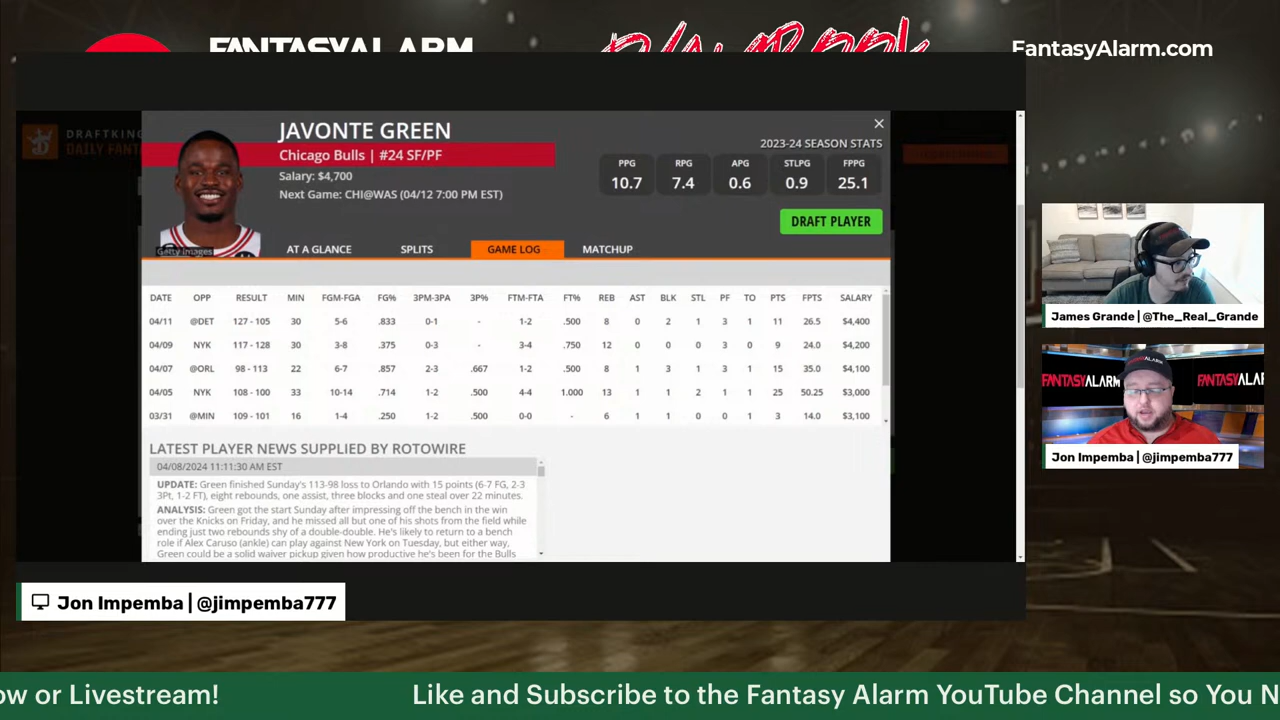 FANTASYALARM
FantasyAlarm.com
JAVONTE GREEN
Chicago Bulls | #24 SF/PF
Salary: $4,700
Next Game: CHI@WAS (04/12 7:00 PM EST)
2023-24 SEASON STATS
PPG RPG APG STLPG FPPG
10.7 7.4 0.6 0.9 25.1
DRAFT PLAYER
Getty Images
AT A GLANCE SPLITS GAME LOG MATCHUP
DATE OPP RESULT MIN FGM-FGA FG% 3PM-3PA 3P% FTM-FTA FT% REB AST BLK STL PF TO PTS FPTS SALARY
04/11 @DET 127 - 105 30 5-6 .833 0-1 - 1-2 .500 8 0 2 1 3 1 11 26.5 $4,400
04/09 NYK 117 - 128 30 3-8 .375 0-3 - 3-4 .750 12 0 0 0 3 0 9 24.0 $4,200
04/07 @ORL 98 - 113 22 6-7 .857 2-3 .667 1-2 .500 8 1 3 1 3 1 15 35.0 $4,100
04/05 NYK 108 - 100 33 10-14 .714 1-2 .500 4-4 1.000 13 1 1 2 1 1 25 50.25 $3,000
03/31 @MIN 109 - 101 16 1-4 .250 1-2 .500 0-0 - 6 1 1 0 0 1 3 14.0 $3,100
LATEST PLAYER NEWS SUPPLIED BY ROTOWIRE
04/08/2024 11:11:30 AM EST
UPDATE: Green finished Sunday's 113-98 loss to Orlando with 15 points (6-7 FG, 2-3
3Pt, 1-2 FT), eight rebounds, one assist, three blocks and one steal over 22 minutes.
ANALYSIS: Green got the start Sunday after impressing off the bench in the win
over the Knicks on Friday, and he missed all but one of his shots from the field while
ending just two rebounds shy of a double-double. He's likely to return to a bench
role if Alex Caruso (ankle) can play against New York on Tuesday, but either way,
Green could be a solid waiver pickup given how productive he's been for the Bulls
James Grande | @The_Real_Grande
Jon Impemba | @jimpemba777
Jon Impemba | @jimpemba777
ow or Livestream! Like and Subscribe to the Fantasy Alarm YouTube Channel so You N